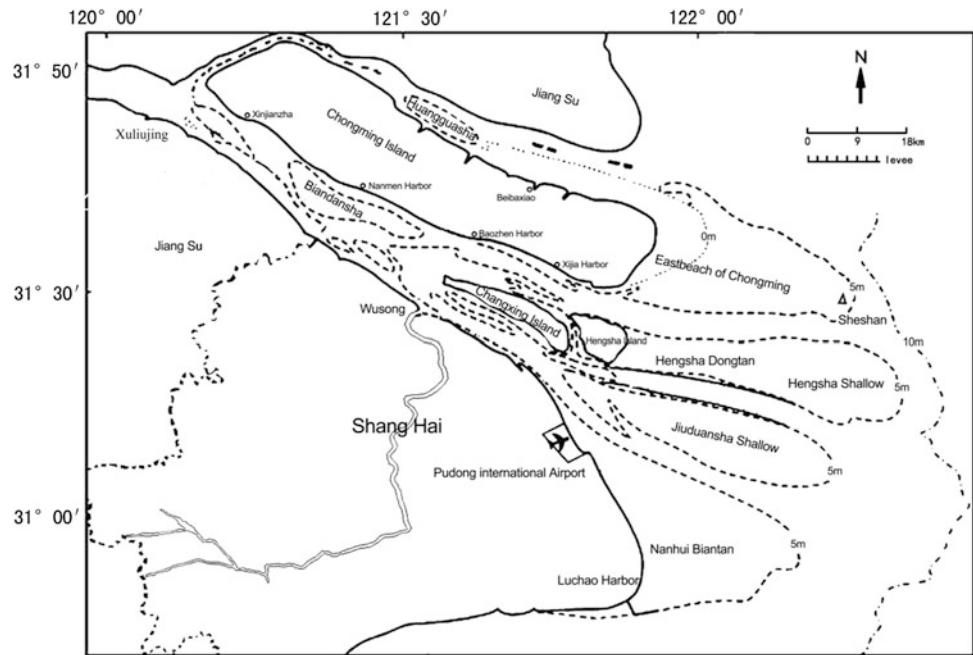 120° 00′
121° 30′
122° 00′
31° 50′
31° 30′
31° 00′
N
0 9 18km
levee
Jiang Su
Huangguasha
Xinjianzha
Xuliujing
Chongming Island
Nanmen Harbor
Beibaxiao
Biandansha
Baozhen Harbor
0m
Jiang Su
Xijia Harbor
Eastbeach of Chongming
5m
Sheshan
Wusong
Changxing Island
Hengsha Island
10m
Hengsha Dongtan
Hengsha Shallow
5m
Shang Hai
Jiuduansha Shallow
Pudong international Airport
5m
5m
Nanhui Biantan
Luchao Harbor